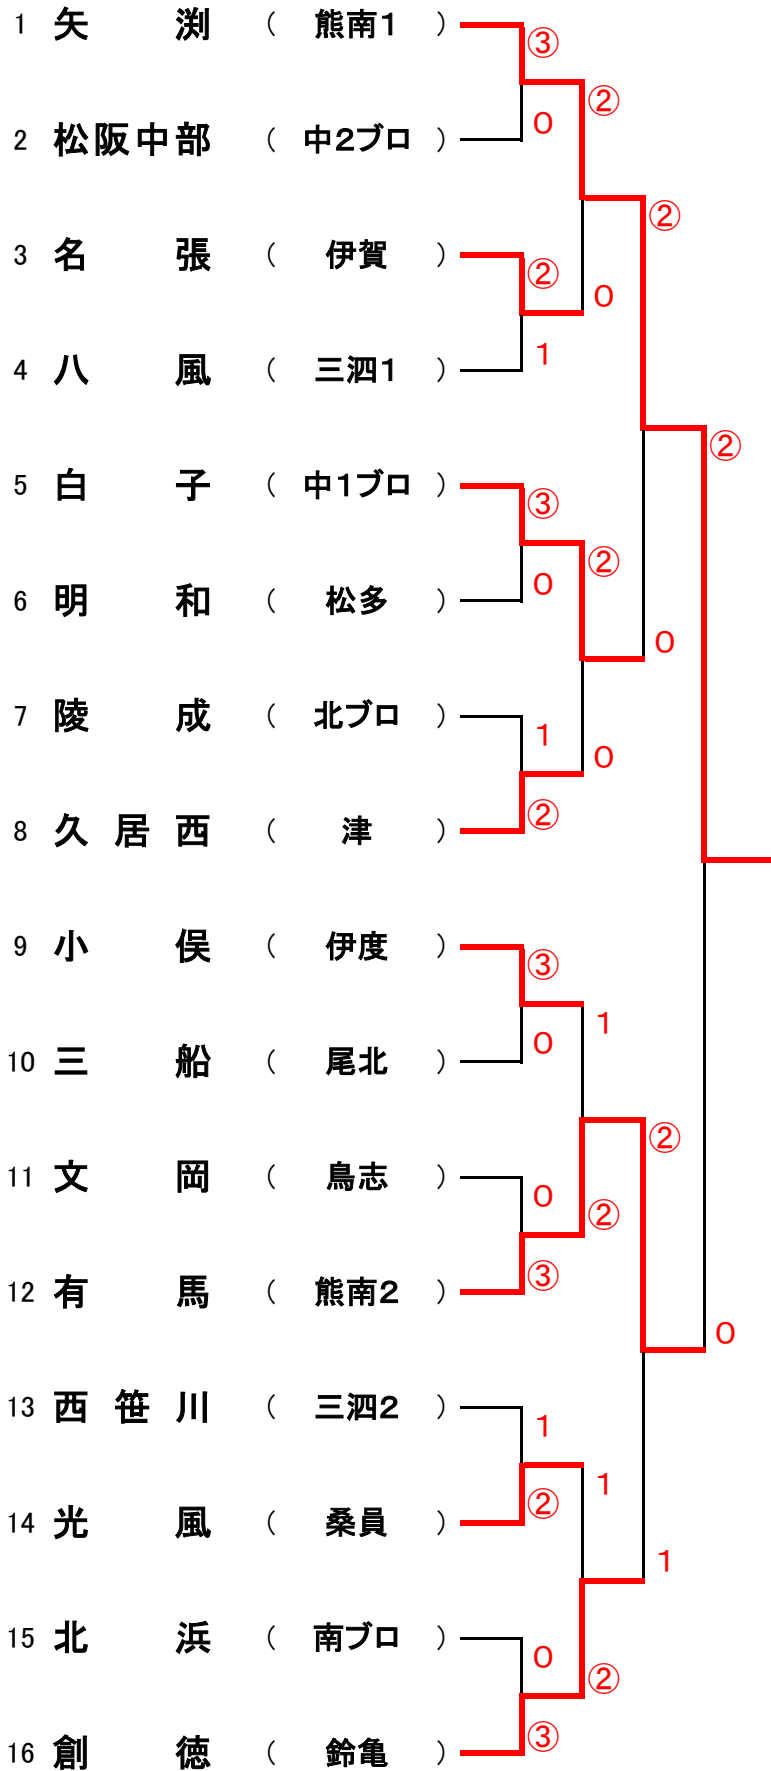 1 矢渕 （ 熊南1 ） ③
②
2 松阪中部 （ 中2ブロ ） 0
②
3 名張 （ 伊賀 ） ②
0
4 八風 （ 三泗1 ） 1
②
5 白子 （ 中1ブロ ） ③
②
6 明和 （ 松多 ） 0
0
7 陵成 （ 北ブロ ） 1
0
8 久居西 （ 津 ） ②
9 小俣 （ 伊度 ） ③
1
10 三船 （ 尾北 ） 0
②
11 文岡 （ 鳥志 ） 0
②
12 有馬 （ 熊南2 ） ③
0
13 西笹川 （ 三泗2 ） 1
1
14 光風 （ 桑員 ） ②
1
15 北浜 （ 南ブロ ） 0
②
16 創徳 （ 鈴亀 ） ③